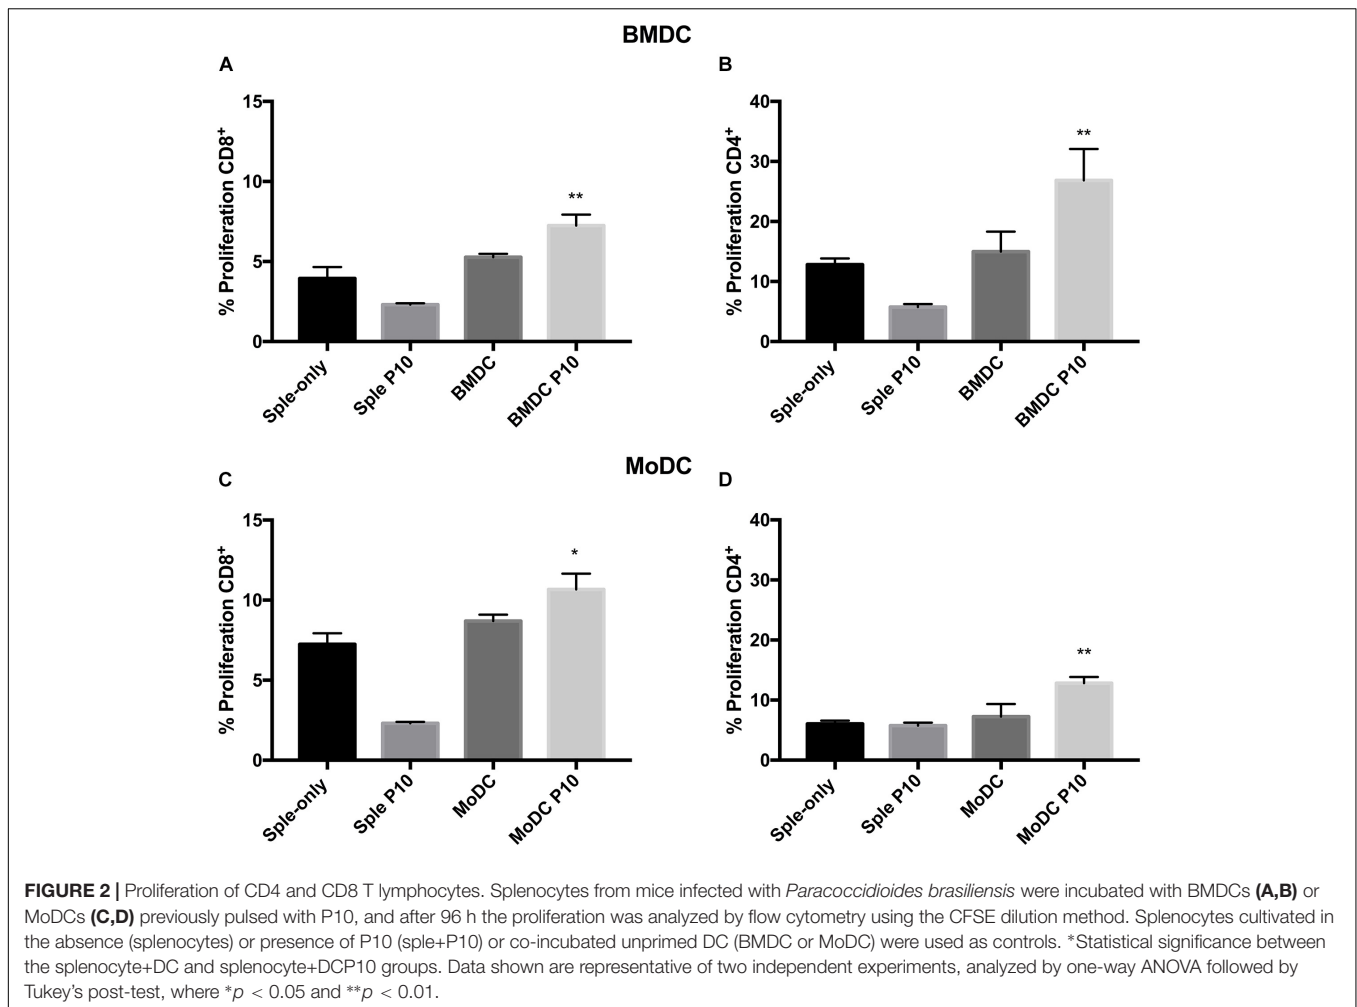 BMDC
A
% Proliferation CD8⁺
15
10
5
0
**
Sple-only
Sple P10
BMDC
BMDC P10
B
% Proliferation CD4⁺
40
30
20
10
0
**
Sple-only
Sple P10
BMDC
BMDC P10
MoDC
C
% Proliferation CD8⁺
15
10
5
0
*
Sple-only
Sple P10
MoDC
MoDC P10
D
% Proliferation CD4⁺
40
30
20
10
0
**
Sple-only
Sple P10
MoDC
MoDC P10
FIGURE 2 | Proliferation of CD4 and CD8 T lymphocytes. Splenocytes from mice infected with Paracoccidioides brasiliensis were incubated with BMDCs (A,B) or
MoDCs (C,D) previously pulsed with P10, and after 96 h the proliferation was analyzed by flow cytometry using the CFSE dilution method. Splenocytes cultivated in
the absence (splenocytes) or presence of P10 (sple+P10) or co-incubated unprimed DC (BMDC or MoDC) were used as controls. *Statistical significance between
the splenocyte+DC and splenocyte+DCP10 groups. Data shown are representative of two independent experiments, analyzed by one-way ANOVA followed by
Tukey's post-test, where *p < 0.05 and **p < 0.01.